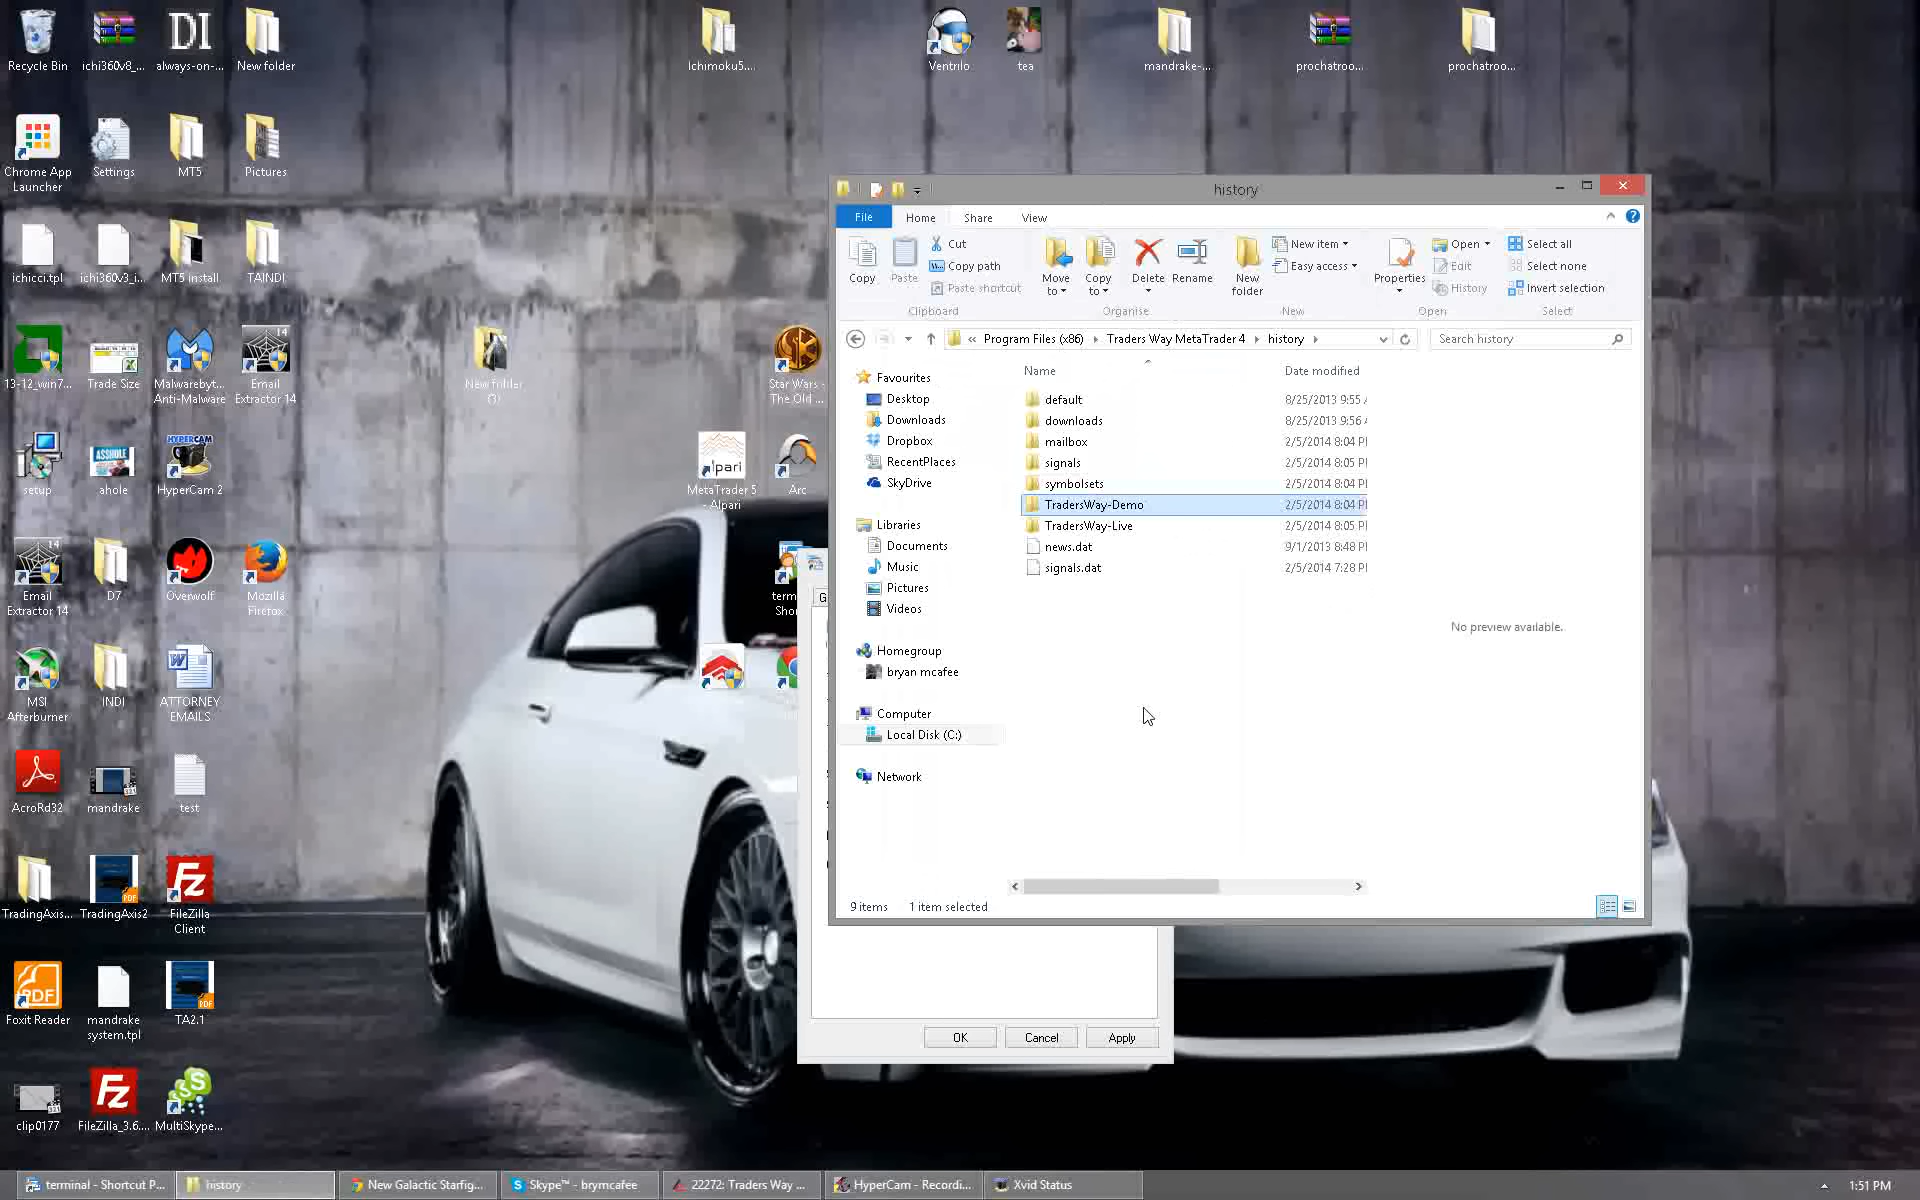 Recycle Bin
ichi360v8_...
always-on-...
New folder
Ichimoku5....
Ventrilo
tea
mandrake-...
prochatroo...
prochatroo...
Chrome App
Launcher
Settings
MT5
Pictures
ichicci.tpl
ichi360v3_i...
MT5 install
TAINDI
13-12_win7...
Trade Size
Malwarebyt...
Anti-Malware
14
Email
Extractor 14
New folder
(3)
Star Wars -
The Old ...
setup
ASSHOLE
ahole
HYPERCAM
HyperCam 2
alpari
MetaTrader 5
- Alpari
Arc
14
Email
Extractor 14
D7
Overwolf
Mozilla
Firefox
term
Shor
MSI
Afterburner
INDI
ATTORNEY
EMAILS
AcroRd32
mandrake
test
TradingAxis...
TradingAxis2
FileZilla
Client
Foxit Reader
mandrake
system.tpl
TA2.1
clip0177
FileZilla_3.6....
MultiSkype...
history
File
Home
Share
View
Copy
Paste
Cut
Copy path
Paste shortcut
Clipboard
Move
to
Copy
to
Delete
Rename
Organise
New
folder
New item
Easy access
New
Properties
Open
Edit
History
Open
Select all
Select none
Invert selection
Select
« Program Files (x86)
Traders Way MetaTrader 4
history
Search history
Favourites
Desktop
Downloads
Dropbox
RecentPlaces
SkyDrive
Libraries
Documents
Music
Pictures
Videos
Homegroup
bryan mcafee
Computer
Local Disk (C:)
Network
Name
Date modified
default
8/25/2013 9:55
downloads
8/25/2013 9:56
mailbox
2/5/2014 8:04 P
signals
2/5/2014 8:05 P
symbolsets
2/5/2014 8:04 P
TradersWay-Demo
2/5/2014 8:04 P
TradersWay-Live
2/5/2014 8:05 P
news.dat
9/1/2013 8:48 P
signals.dat
2/5/2014 7:28 P
No preview available.
9 items
1 item selected
G
OK
Cancel
Apply
terminal - Shortcut P...
history
New Galactic Starfig...
Skype™ - brymcafee
22272: Traders Way ...
HyperCam - Recordi...
Xvid Status
1:51 PM